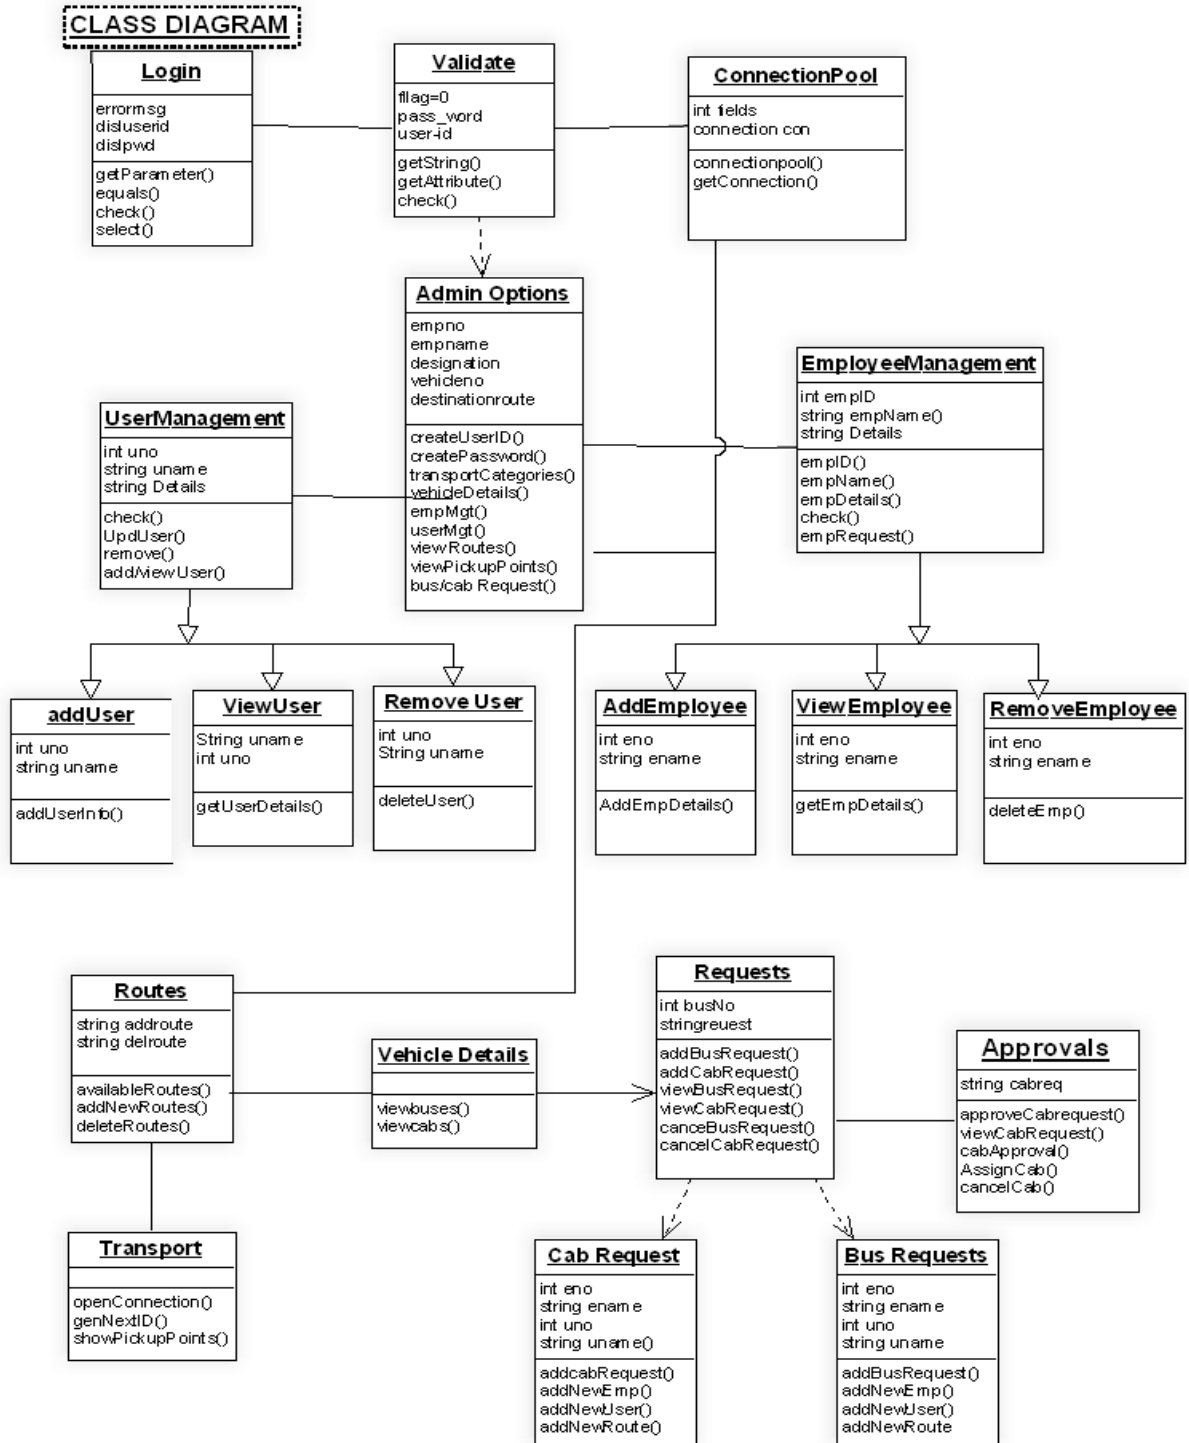 CLASS DIAGRAM
Login
errormsg
disluserid
dislpwd
getParameter()
equals()
check()
select()
Validate
fllag=0
pass_word
user-id
getString()
getAttribute()
check()
ConnectionPool
int fields
connection con
connectionpool()
getConnection()
Admin Options
empno
empname
designation
vehicleno
destinationroute
createUserID()
createPassword()
transportCategories()
vehicleDetails()
empMgt()
userMgt()
viewRoutes()
viewPickupPoints()
bus/cab Request()
EmployeeManagement
int empID
string empName()
string Details
empID()
empName()
empDetails()
check()
empRequest()
UserManagement
int uno
string uname
string Details
check()
UpdUser()
remove()
add/viewUser()
addUser
int uno
string uname
addUserInfo()
ViewUser
String uname
int uno
getUserDetails()
Remove User
int uno
String uname
deleteUser()
AddEmployee
int eno
string ename
AddEmpDetails()
ViewEmployee
int eno
string ename
getEmpDetails()
RemoveEmployee
int eno
string ename
deleteEmp()
Routes
string addroute
string delroute
availableRoutes()
addNewRoutes()
deleteRoutes()
Vehicle Details
viewbuses()
viewcabs()
Requests
int busNo
stringreuest
addBusRequest()
addCabRequest()
viewBusRequest()
viewCabRequest()
canceBusRequest()
cancelCabRequest()
Approvals
string cabreq
approveCabrequest()
viewCabRequest()
cabApproval()
AssignCab()
cancelCab()
Transport
openConnection()
genNextID()
showPickupPoints()
Cab Request
int eno
string ename
int uno
string uname()
addcabRequest()
addNewEmp()
addNewUser()
addNewRoute()
Bus Requests
int eno
string ename
int uno
string uname
addBusRequest()
addNewEmp()
addNewUser()
addNewRoute